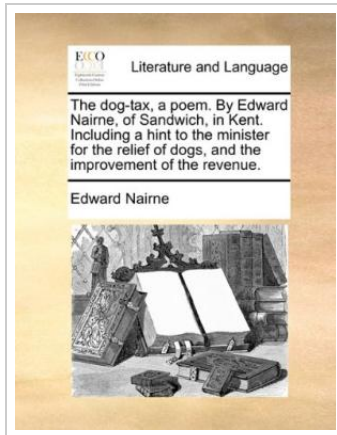 ECCO
Literature and Language
The dog-tax, a poem. By Edward
Nairne, of Sandwich, in Kent.
Including a hint to the minister
for the relief of dogs, and the
improvement of the revenue.
Edward Nairne